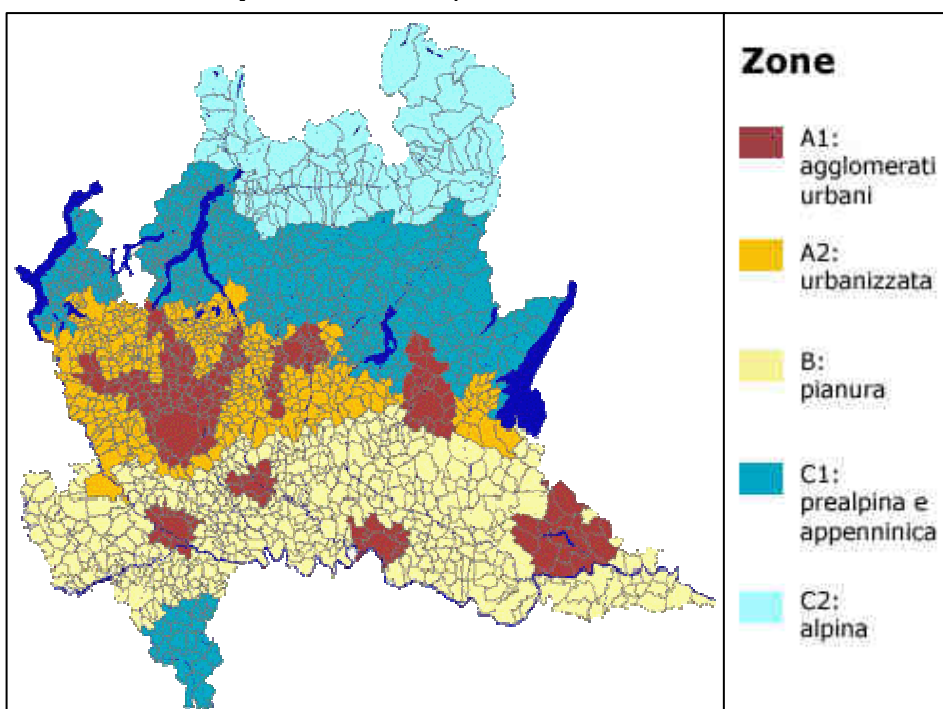 Zone
A1:
agglomerati
urbani
A2:
urbanizzata
B:
pianura
C1:
prealpina e
appenninica
C2:
alpina